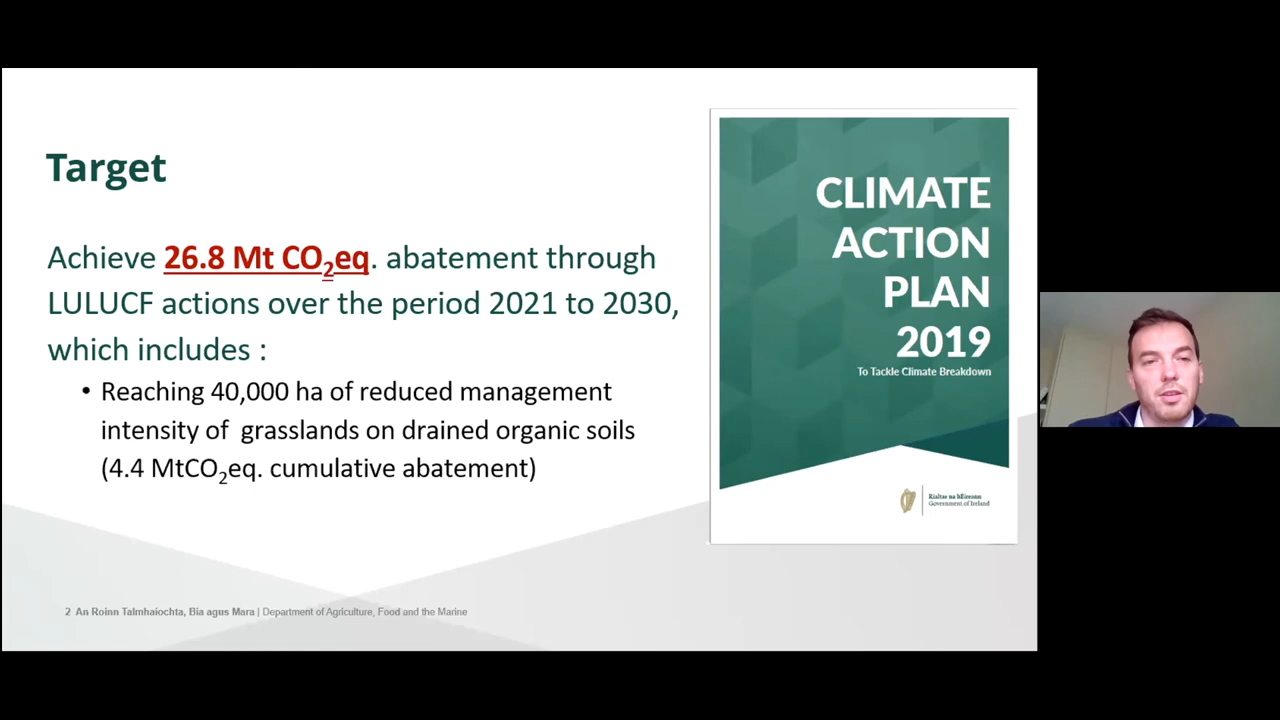 Target
Achieve 26.8 Mt CO₂eq. abatement through
LULUCF actions over the period 2021 to 2030,
which includes :
• Reaching 40,000 ha of reduced management
intensity of grasslands on drained organic soils
(4.4 MtCO₂eq. cumulative abatement)
CLIMATE
ACTION
PLAN
2019
To Tackle Climate Breakdown
Rialtas na hÉireann
Government of Ireland
2 An Roinn Talmhaíochta, Bia agus Mara | Department of Agriculture, Food and the Marine